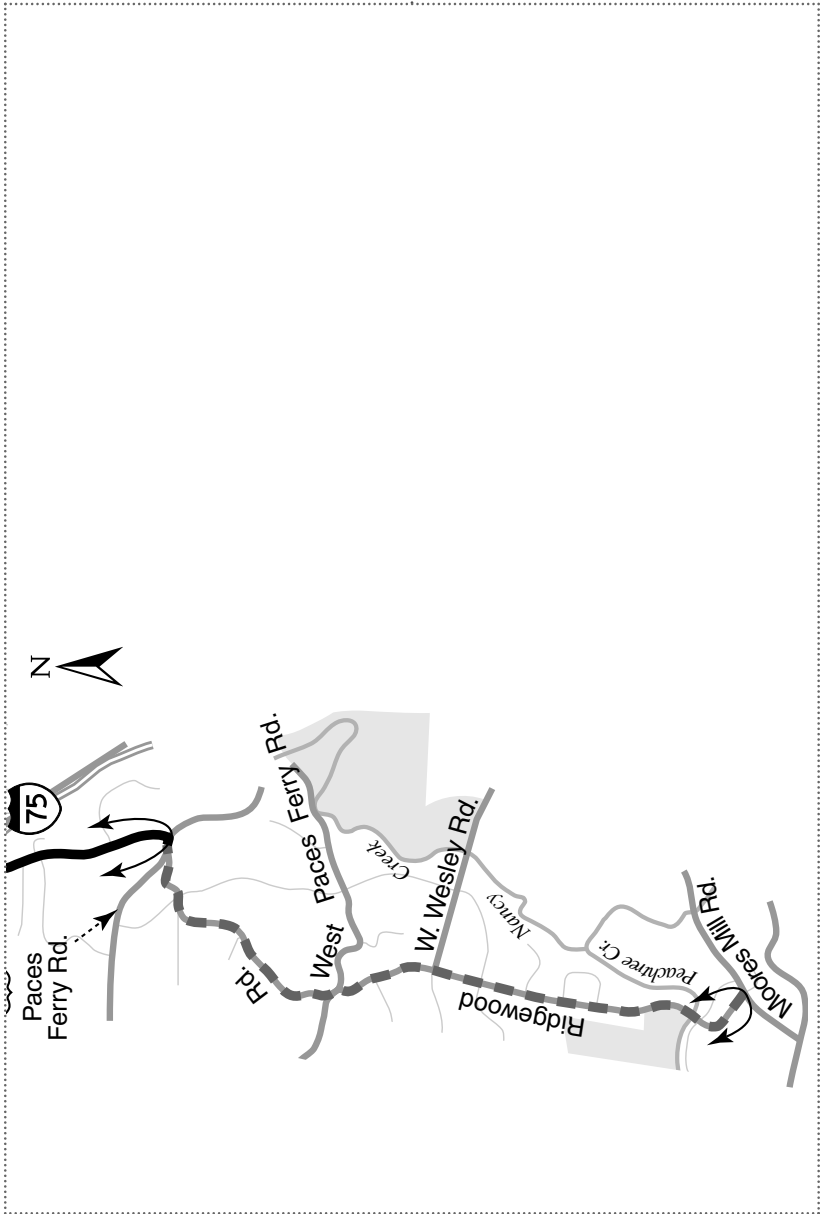 N
75
Paces
Ferry Rd.
Paces Ferry Rd.
West
Rd.
Creek
W. Wesley Rd.
Nancy
Ridgewood
Peachtree Cr.
Moores Mill Rd.